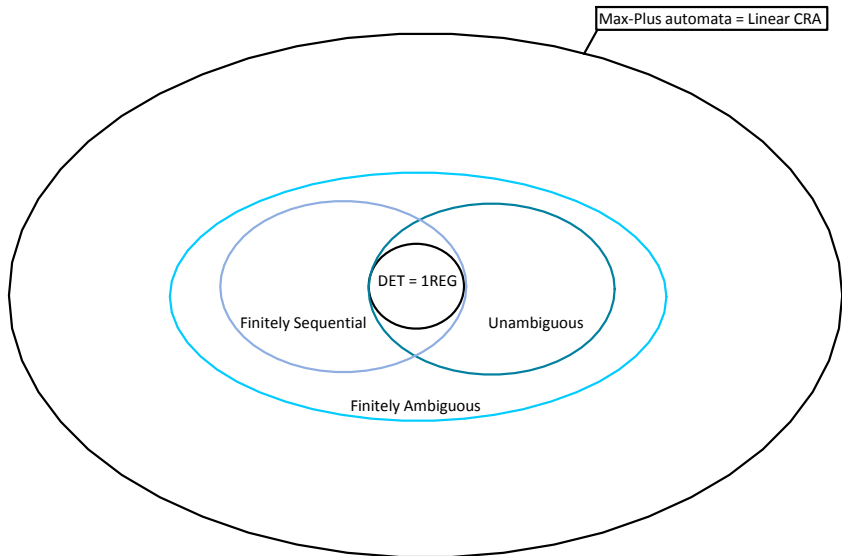 Max-Plus automata = Linear CRA
DET = 1REG
Finitely Sequential
Unambiguous
Finitely Ambiguous